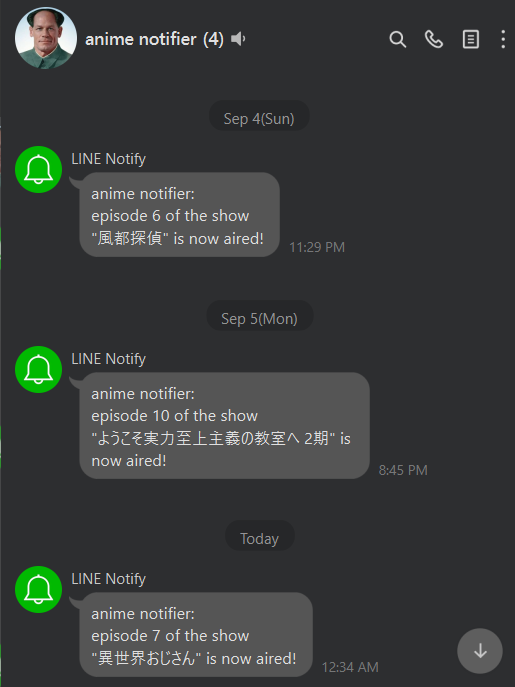 anime notifier (4)
Sep 4(Sun)
LINE Notify
anime notifier:
episode 6 of the show
"風都探偵" is now aired!
11:29 PM
Sep 5(Mon)
LINE Notify
anime notifier:
episode 10 of the show
"ようこそ実力至上主義の教室へ 2期" is
now aired!
8:45 PM
Today
LINE Notify
anime notifier:
episode 7 of the show
"異世界おじさん" is now aired!
12:34 AM